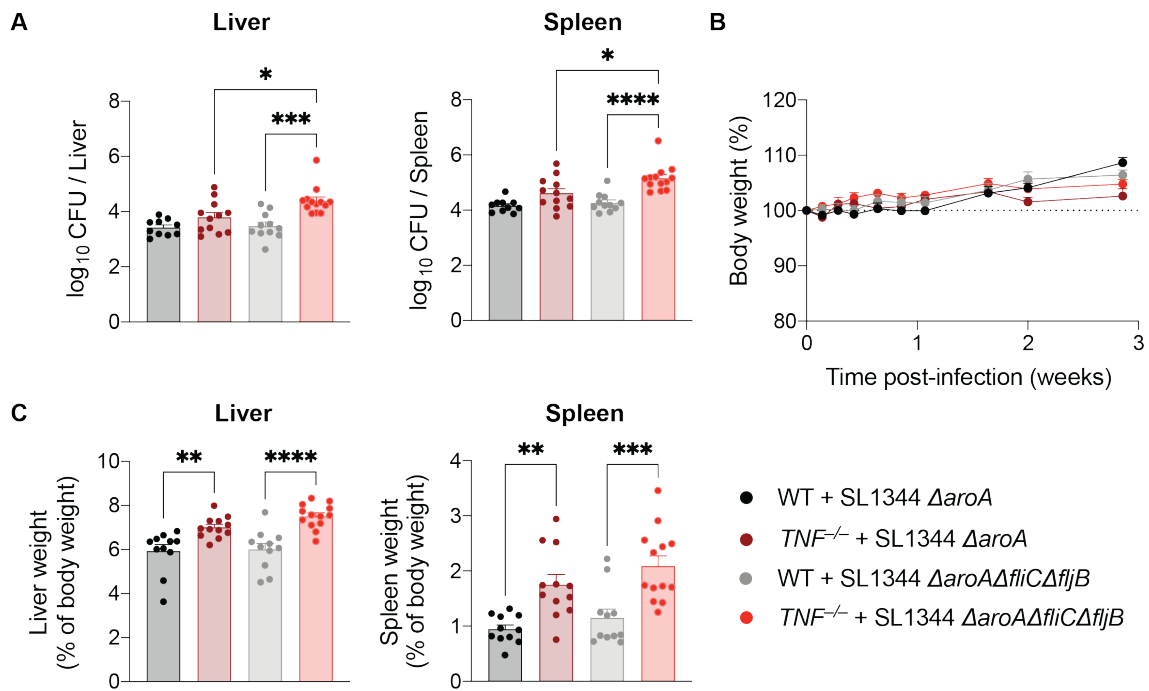 A
Liver
Spleen
B
*
***
8
6
4
2
0
log10 CFU / Liver
*
****
8
6
4
2
0
log10 CFU / Spleen
120
110
100
90
80
Body weight (%)
0 1 2 3
Time post-infection (weeks)
C
Liver
Spleen
**
****
10
8
6
4
2
0
Liver weight
(% of body weight)
**
***
4
3
2
1
0
Spleen weight
(% of body weight)
WT + SL1344 ΔaroA
TNF–/– + SL1344 ΔaroA
WT + SL1344 ΔaroAΔfliCΔfljB
TNF–/– + SL1344 ΔaroAΔfliCΔfljB